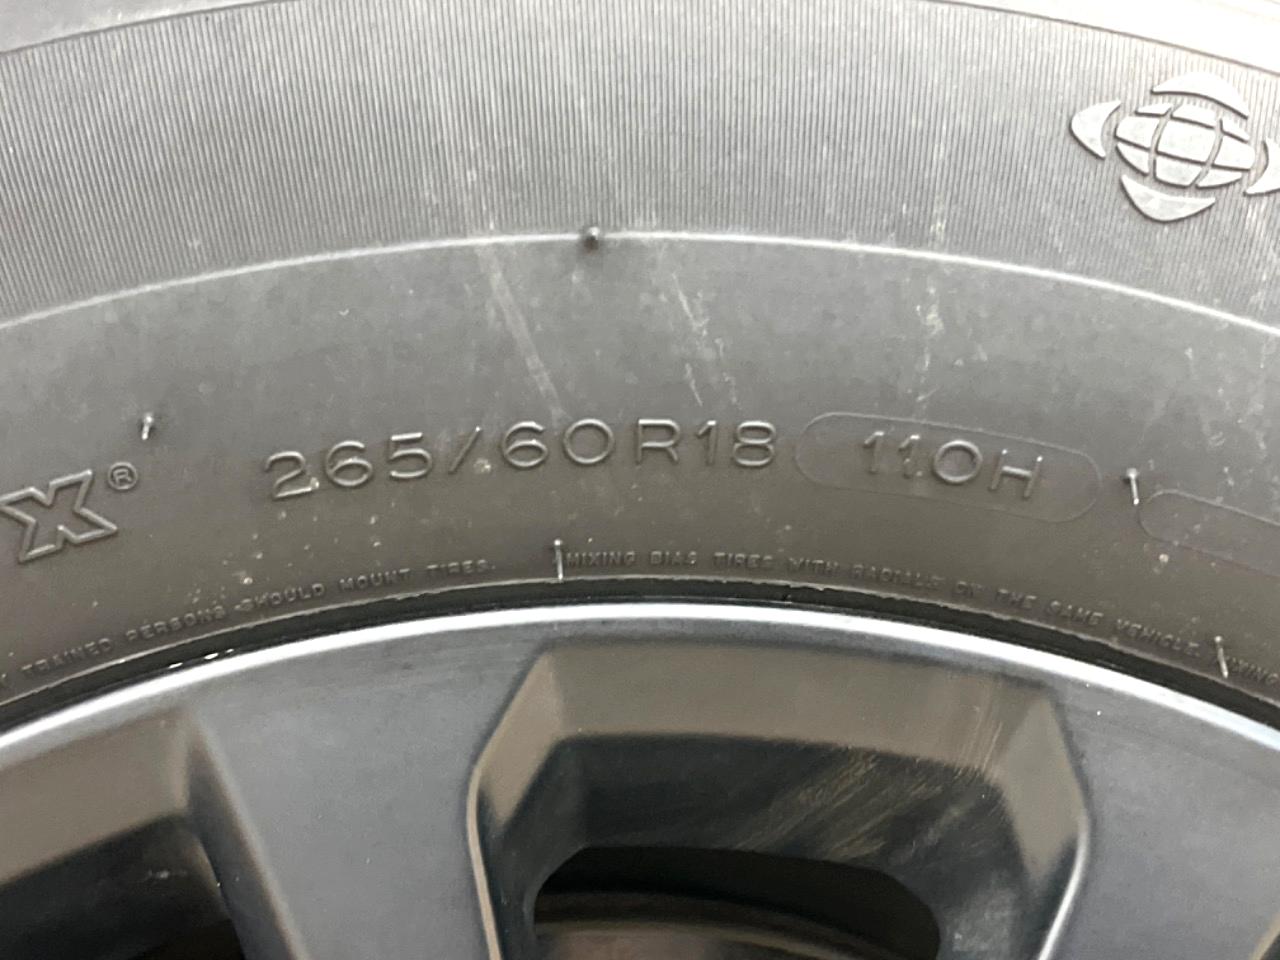 X® 265/60R18 110H
TRAINED PERSONS SHOULD MOUNT TIRES. MIXING BIAS TIRES WITH RADIALS ON THE SAME VEHICLE.